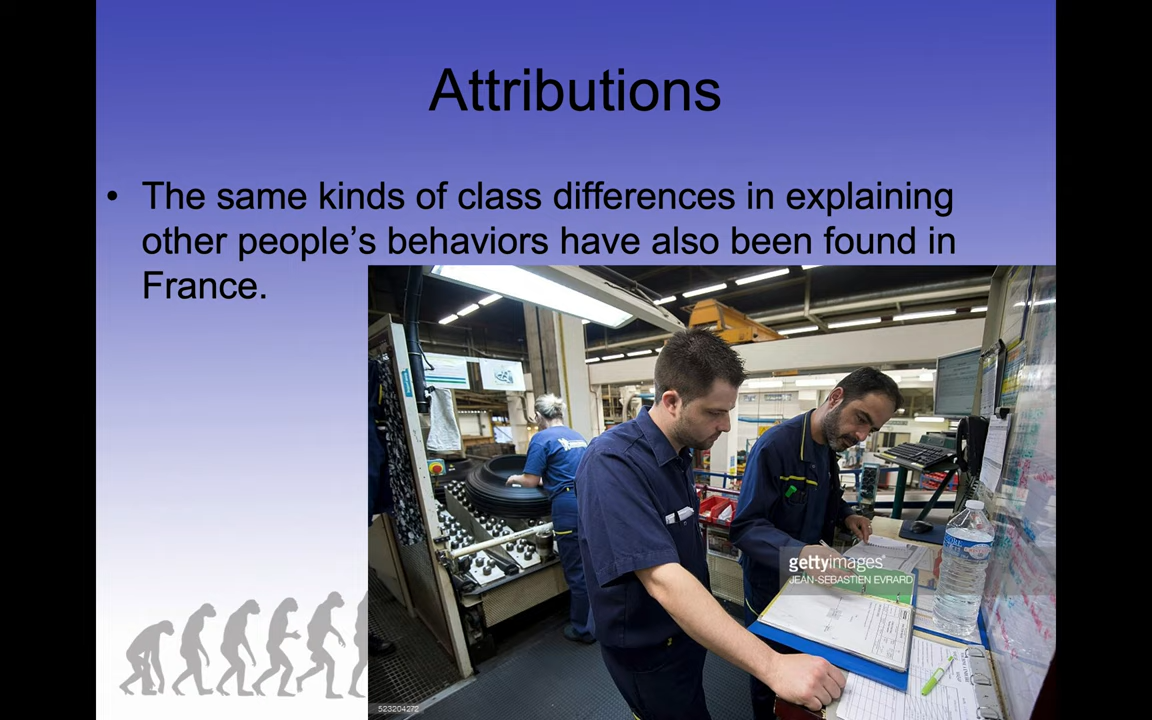 Attributions
• The same kinds of class differences in explaining
other people’s behaviors have also been found in
France.
gettyimages®
JEAN-SEBASTIEN EVRARD
523204272